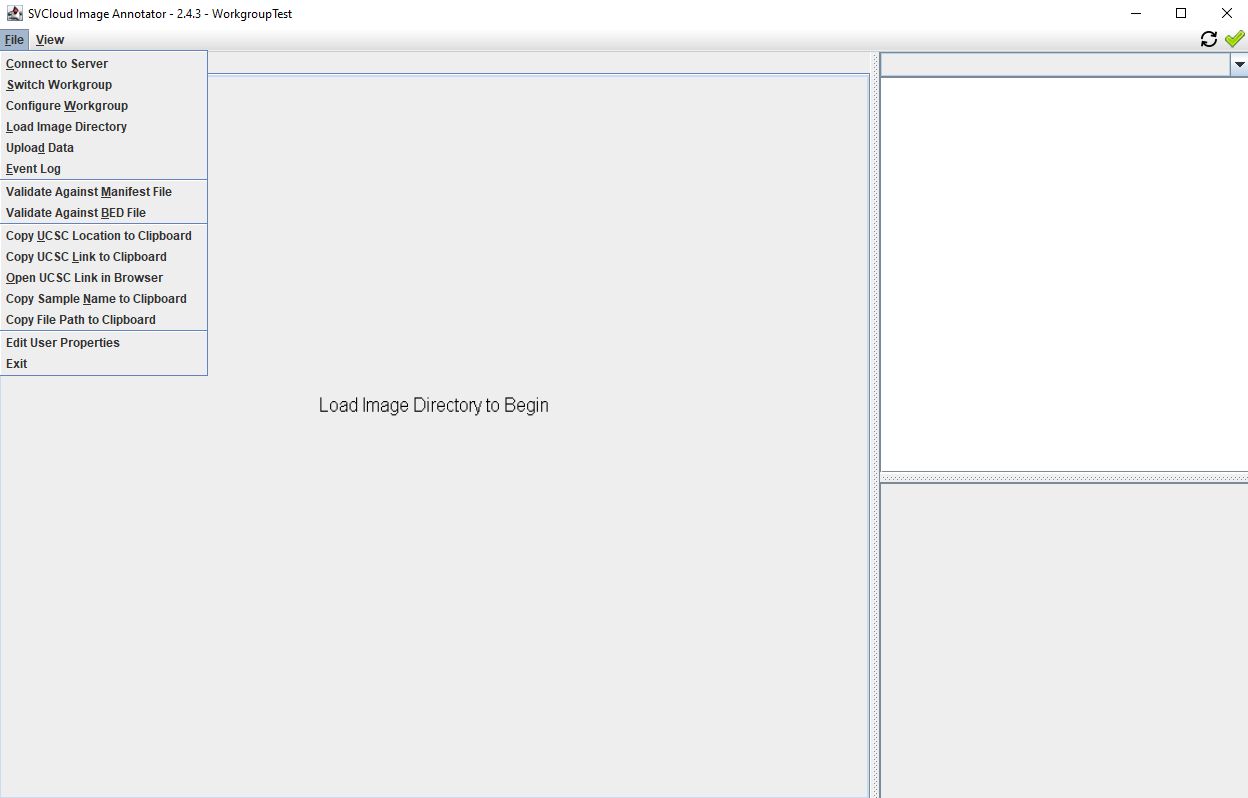 SVCloud Image Annotator - 2.4.3 - WorkgroupTest
File View
Connect to Server
Switch Workgroup
Configure Workgroup
Load Image Directory
Upload Data
Event Log
Validate Against Manifest File
Validate Against BED File
Copy UCSC Location to Clipboard
Copy UCSC Link to Clipboard
Open UCSC Link in Browser
Copy Sample Name to Clipboard
Copy File Path to Clipboard
Edit User Properties
Exit
Load Image Directory to Begin